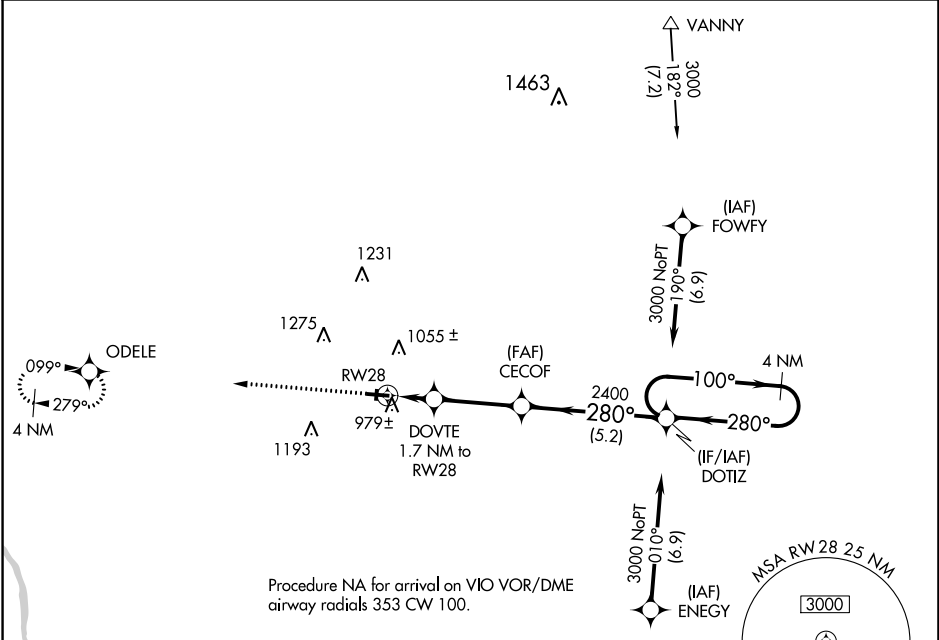 VANNY
3000
182°
(7.2)
1463
(IAF)
FOWFY
3000 NoPT
190°
(6.9)
1231
1275
1055 ±
099°
ODELE
279°
4 NM
RW28
979±
1193
DOVTE
1.7 NM to
RW28
(FAF)
CECOF
2400
280°
(5.2)
100°
4 NM
280°
(IF/IAF)
DOTIZ
3000 NoPT
010°
(6.9)
(IAF)
ENEGY
Procedure NA for arrival on VIO VOR/DME
airway radials 353 CW 100.
MSA RW28 25 NM
3000